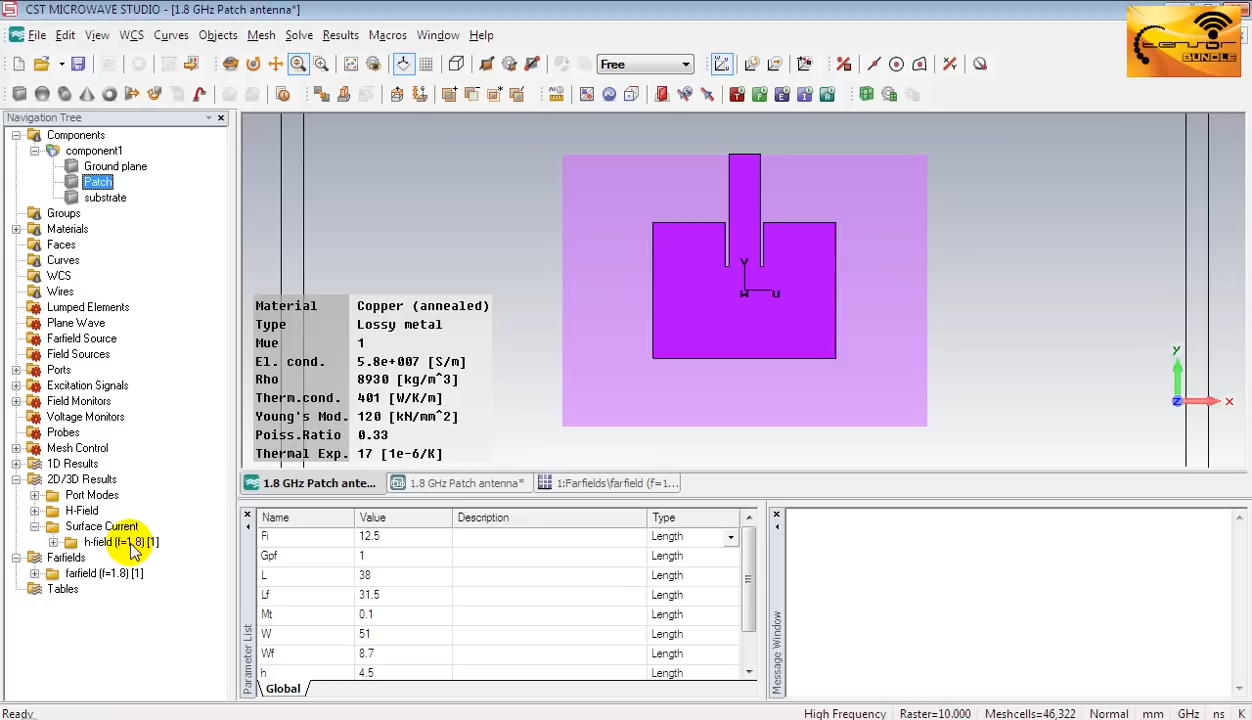 CST MICROWAVE STUDIO - [1.8 GHz Patch antenna*]
File Edit View WCS Curves Objects Mesh Solve Results Macros Window Help
Tensor
BUNDLE
Free
Navigation Tree
Components
component1
Ground plane
Patch
substrate
Groups
Materials
Faces
Curves
WCS
Wires
Lumped Elements
Plane Wave
Farfield Source
Field Sources
Ports
Excitation Signals
Field Monitors
Voltage Monitors
Probes
Mesh Control
1D Results
2D/3D Results
Port Modes
H-Field
Surface Current
h-field (f=1.8) [1]
Farfields
farfield (f=1.8) [1]
Tables
Material Copper (annealed)
Type Lossy metal
Mue 1
El. cond. 5.8e+007 [S/m]
Rho 8930 [kg/m^3]
Therm.cond. 401 [W/K/m]
Young's Mod. 120 [kN/mm^2]
Poiss.Ratio 0.33
Thermal Exp. 17 [1e-6/K]
v
w u
Y
Z X
1.8 GHz Patch ante... 1.8 GHz Patch antenna* 1:Farfields\farfield (f=1...
Name Value Description Type
Fi 12.5 Length
Gpf 1 Length
L 38 Length
Lf 31.5 Length
Mt 0.1 Length
W 51 Length
Wf 8.7 Length
h 4.5 Length
Global
Parameter List
Message Window
Ready High Frequency Raster=10.000 Meshcells=46,322 Normal mm GHz ns K